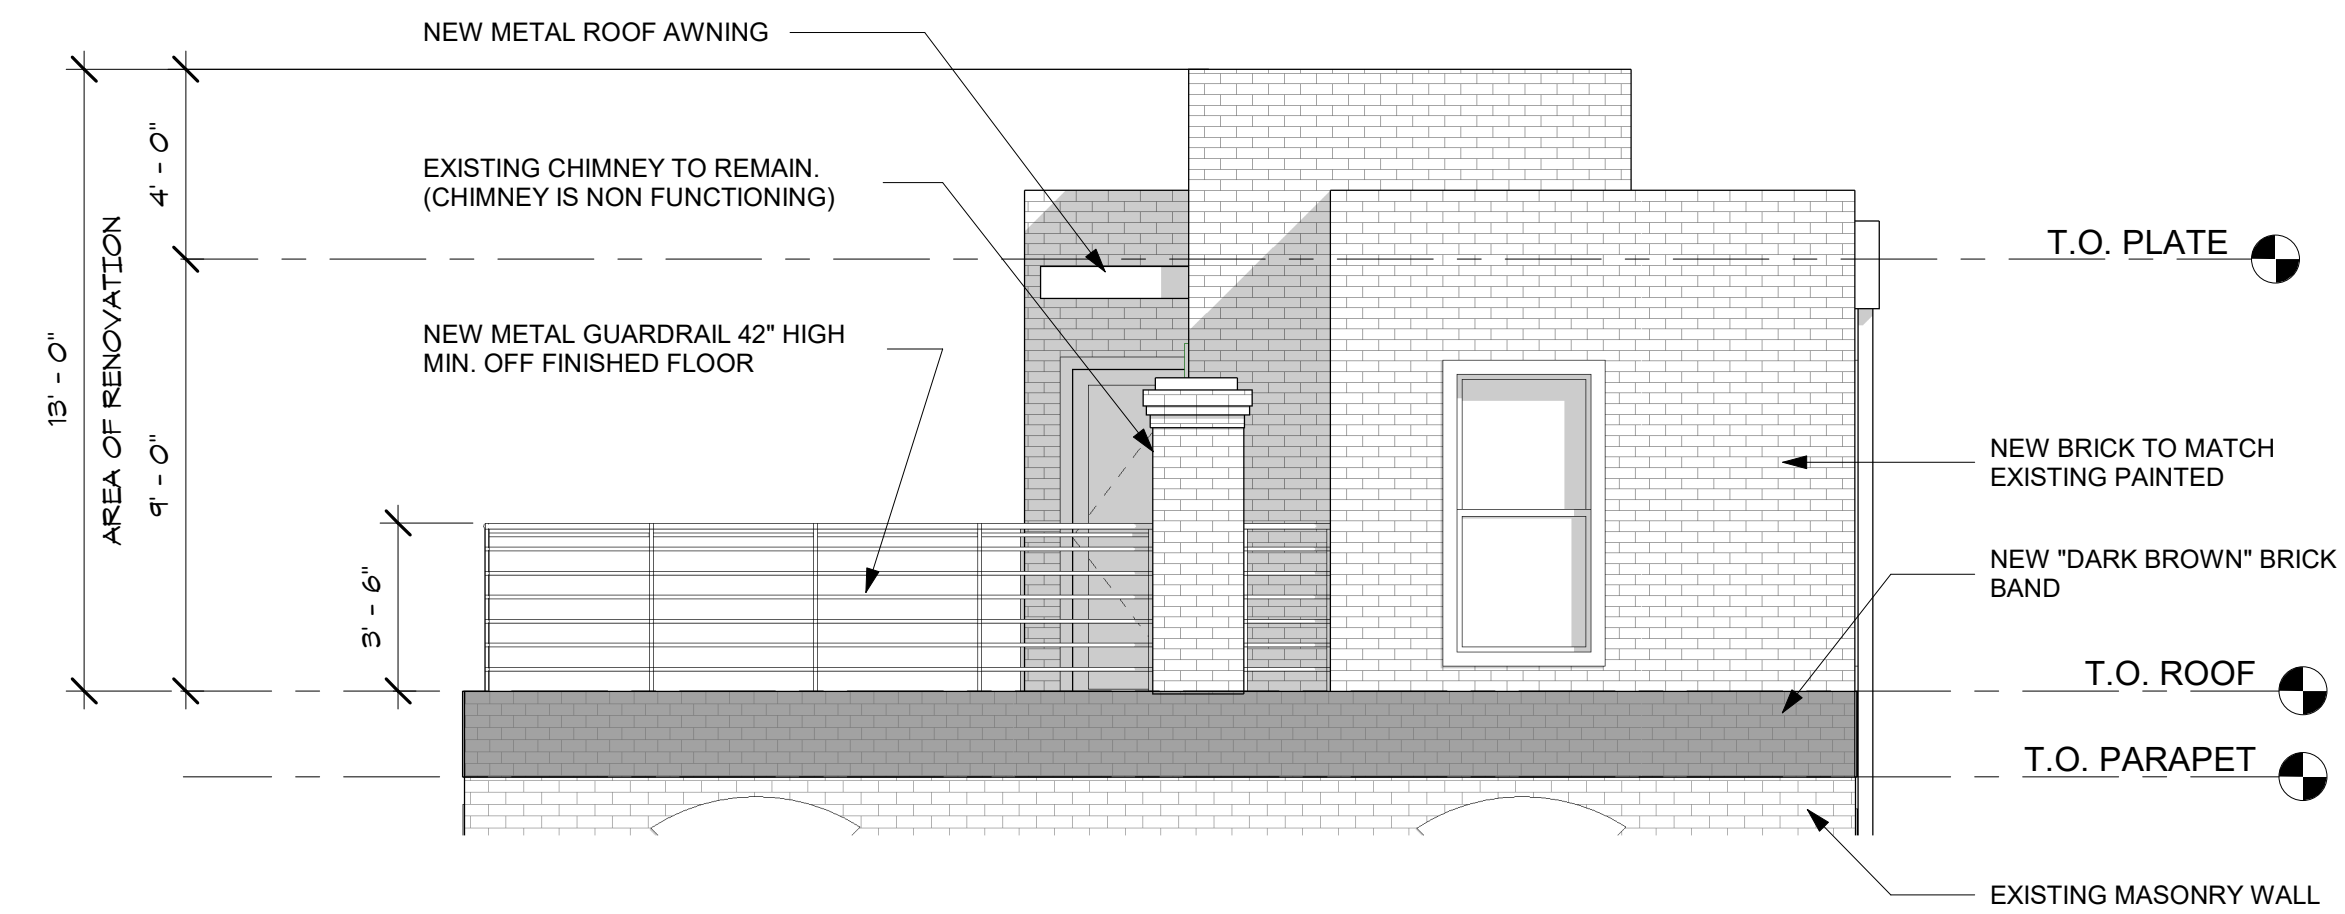 NEW METAL ROOF AWNING
EXISTING CHIMNEY TO REMAIN.
(CHIMNEY IS NON FUNCTIONING)
NEW METAL GUARDRAIL 42" HIGH
MIN. OFF FINISHED FLOOR
13' - 0"
AREA OF RENOVATION
4' - 0"
9' - 0"
3' - 6"
T.O. PLATE
NEW BRICK TO MATCH
EXISTING PAINTED
NEW "DARK BROWN" BRICK
BAND
T.O. ROOF
T.O. PARAPET
EXISTING MASONRY WALL